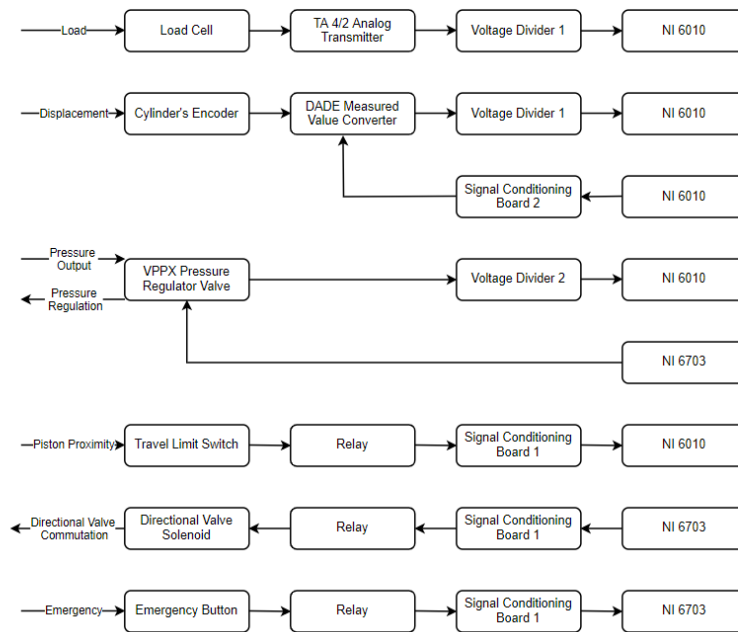 Load
Load Cell
TA 4/2 Analog
Transmitter
Voltage Divider 1
NI 6010
Displacement
Cylinder's Encoder
DADE Measured
Value Converter
Voltage Divider 1
NI 6010
Signal Conditioning
Board 2
NI 6010
Pressure
Output
Pressure
Regulation
VPPX Pressure
Regulator Valve
Voltage Divider 2
NI 6010
NI 6703
Piston Proximity
Travel Limit Switch
Relay
Signal Conditioning
Board 1
NI 6010
Directional Valve
Commutation
Directional Valve
Solenoid
Relay
Signal Conditioning
Board 1
NI 6703
Emergency
Emergency Button
Relay
Signal Conditioning
Board 1
NI 6703